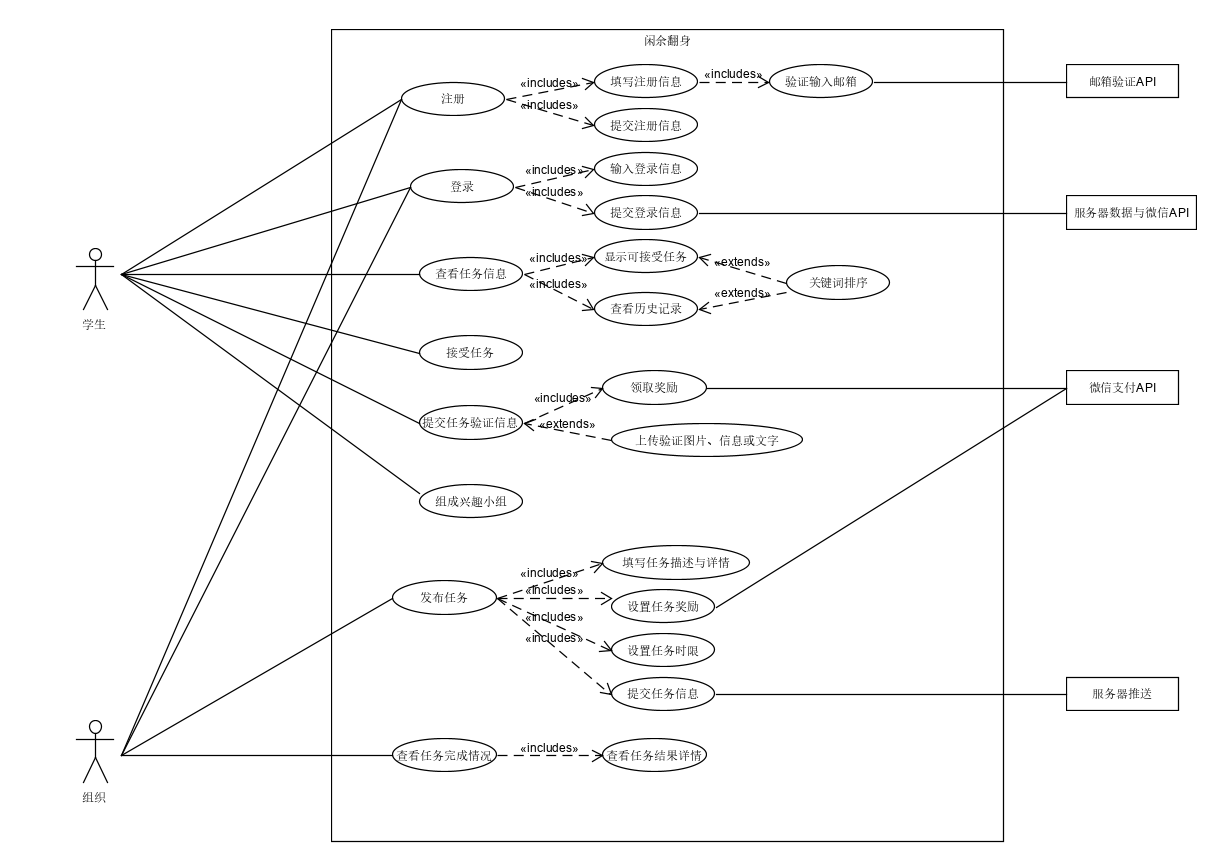 闲余翻身
注册
«includes»
填写注册信息
«includes»
验证输入邮箱
邮箱验证API
«includes»
提交注册信息
登录
«includes»
输入登录信息
«includes»
提交登录信息
服务器数据与微信API
查看任务信息
«includes»
显示可接受任务
«extends»
关键词排序
«includes»
查看历史记录
«extends»
学生
接受任务
提交任务验证信息
«includes»
领取奖励
微信支付API
«extends»
上传验证图片、信息或文字
组成兴趣小组
发布任务
«includes»
填写任务描述与详情
«includes»
设置任务奖励
«includes»
设置任务时限
«includes»
提交任务信息
服务器推送
查看任务完成情况
«includes»
查看任务结果详情
组织